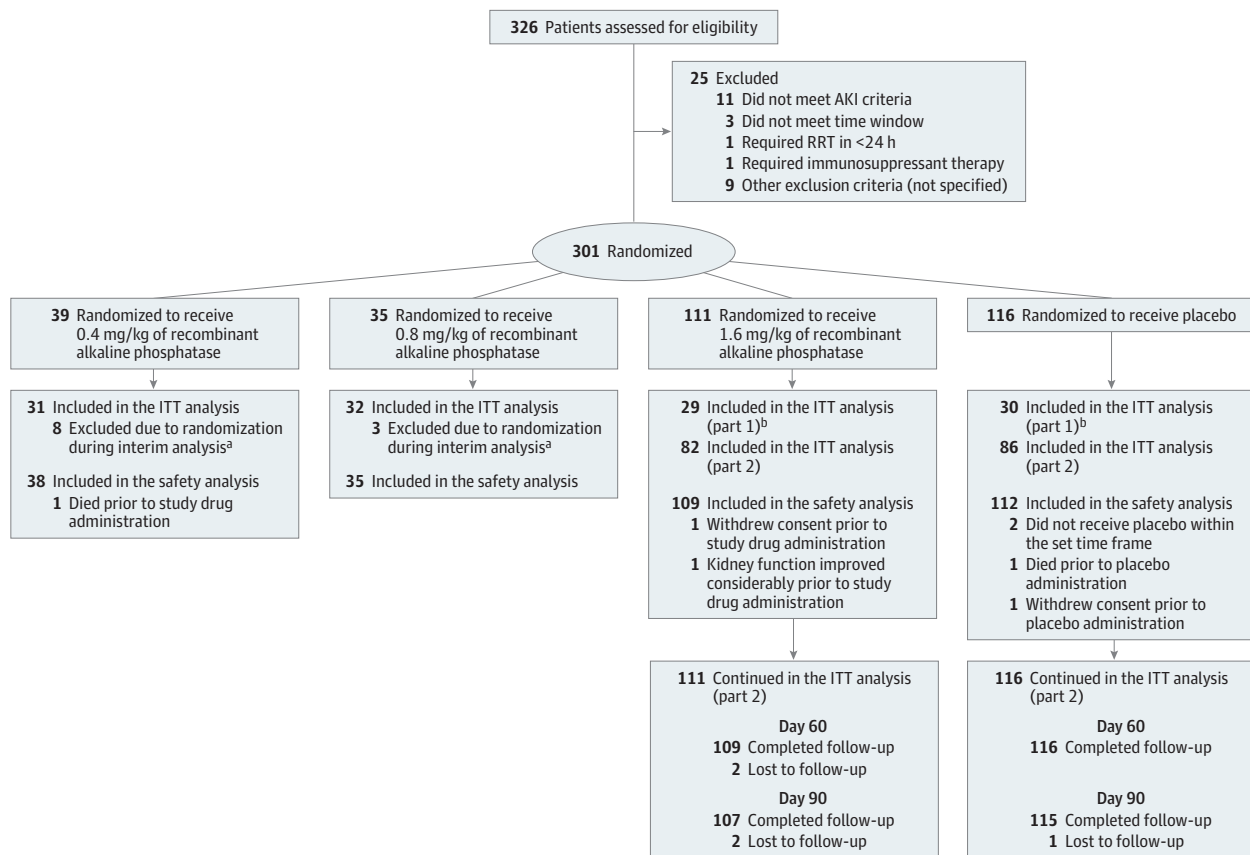 326 Patients assessed for eligibility
25 Excluded
11 Did not meet AKI criteria
3 Did not meet time window
1 Required RRT in <24 h
1 Required immunosuppressant therapy
9 Other exclusion criteria (not specified)
301 Randomized
39 Randomized to receive
0.4 mg/kg of recombinant
alkaline phosphatase
35 Randomized to receive
0.8 mg/kg of recombinant
alkaline phosphatase
111 Randomized to receive
1.6 mg/kg of recombinant
alkaline phosphatase
116 Randomized to receive placebo
31 Included in the ITT analysis
8 Excluded due to randomization
during interim analysisa
38 Included in the safety analysis
1 Died prior to study drug
administration
32 Included in the ITT analysis
3 Excluded due to randomization
during interim analysisa
35 Included in the safety analysis
29 Included in the ITT analysis
(part 1)b
82 Included in the ITT analysis
(part 2)
109 Included in the safety analysis
1 Withdrew consent prior to
study drug administration
1 Kidney function improved
considerably prior to study
drug administration
30 Included in the ITT analysis
(part 1)b
86 Included in the ITT analysis
(part 2)
112 Included in the safety analysis
2 Did not receive placebo within
the set time frame
1 Died prior to placebo
administration
1 Withdrew consent prior to
placebo administration
111 Continued in the ITT analysis
(part 2)
Day 60
109 Completed follow-up
2 Lost to follow-up
Day 90
107 Completed follow-up
2 Lost to follow-up
116 Continued in the ITT analysis
(part 2)
Day 60
116 Completed follow-up
Day 90
115 Completed follow-up
1 Lost to follow-up